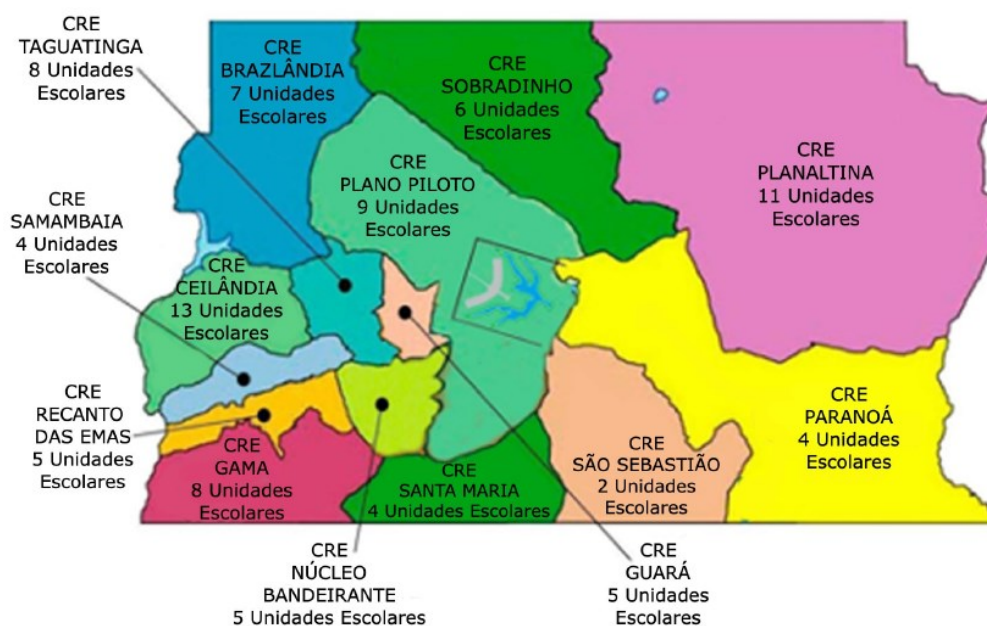 CRE
TAGUATINGA
8 Unidades
Escolares
CRE
BRAZLÂNDIA
7 Unidades
Escolares
CRE
SOBRADINHO
6 Unidades
Escolares
CRE
PLANALTINA
11 Unidades
Escolares
CRE
PLANO PILOTO
9 Unidades
Escolares
CRE
SAMAMBAIA
4 Unidades
Escolares
CRE
CEILÂNDIA
13 Unidades
Escolares
CRE
RECANTO
DAS EMAS
5 Unidades
Escolares
CRE
GAMA
8 Unidades
Escolares
CRE
SANTA MARIA
4 Unidades Escolares
CRE
SÃO SEBASTIÃO
2 Unidades
Escolares
CRE
PARANOÁ
4 Unidades
Escolares
CRE
NÚCLEO
BANDEIRANTE
5 Unidades Escolares
CRE
GUARÁ
5 Unidades
Escolares